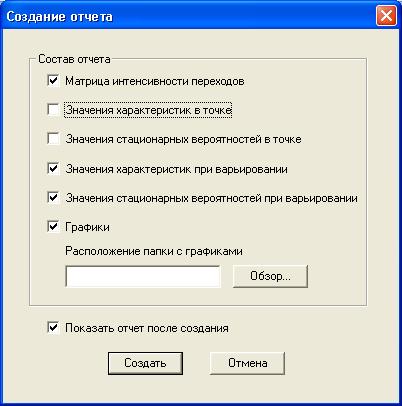 Создание отчета
Состав отчета
Матрица интенсивности переходов
Значения характеристик в точке
Значения стационарных вероятностей в точке
Значения характеристик при варьировании
Значения стационарных вероятностей при варьировании
Графики
Расположение папки с графиками
Обзор...
Показать отчет после создания
Создать
Отмена